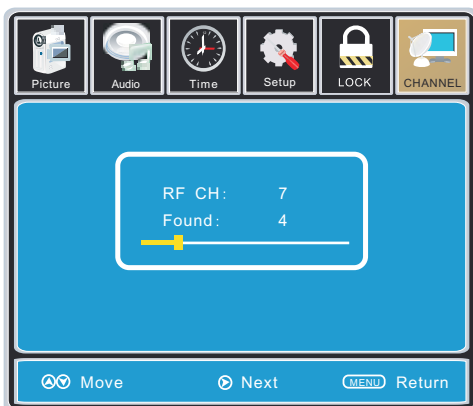 Picture Audio Time Setup LOCK CHANNEL
RF CH: 7
Found: 4
Move Next MENU Return